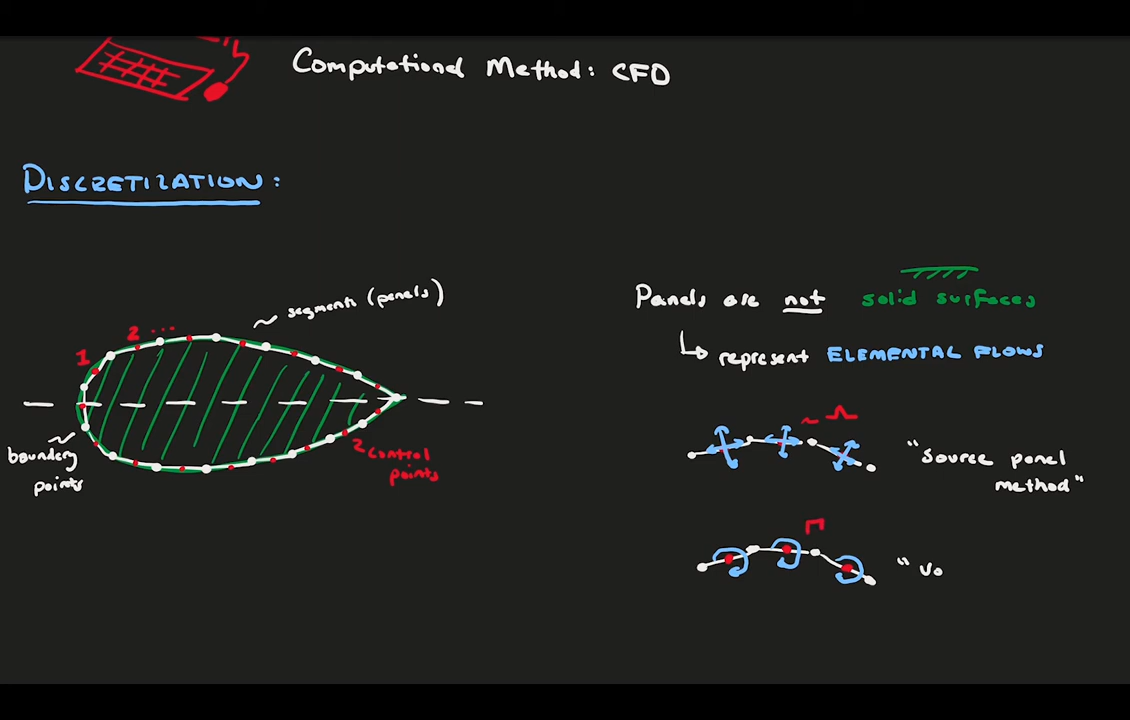 Computational Method: CFD
DISCRETIZATION:
segments (panels)
1 2 ...
boundary
points
control
points
Panels are not solid surfaces
represent ELEMENTAL FLOWS
~ Λ
"Source panel
method"
Γ
"vo